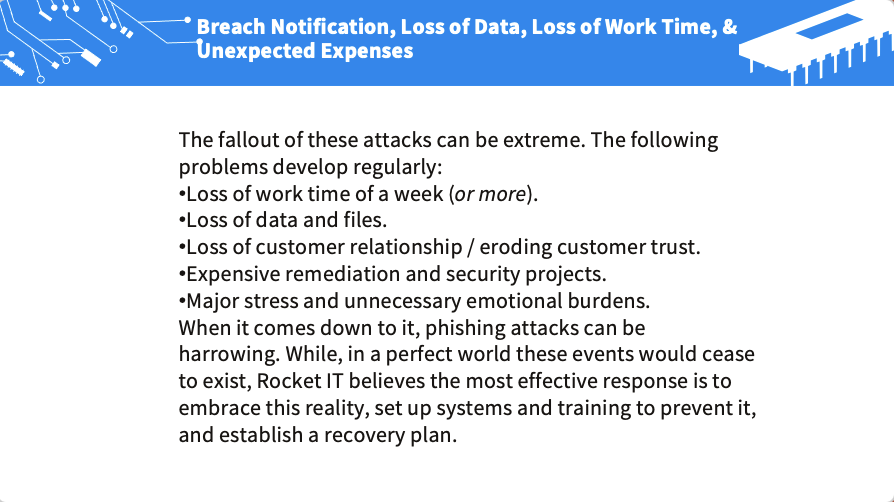 Breach Notification, Loss of Data, Loss of Work Time, &
Unexpected Expenses
The fallout of these attacks can be extreme. The following
problems develop regularly:
•Loss of work time of a week (or more).
•Loss of data and files.
•Loss of customer relationship / eroding customer trust.
•Expensive remediation and security projects.
•Major stress and unnecessary emotional burdens.
When it comes down to it, phishing attacks can be
harrowing. While, in a perfect world these events would cease
to exist, Rocket IT believes the most effective response is to
embrace this reality, set up systems and training to prevent it,
and establish a recovery plan.